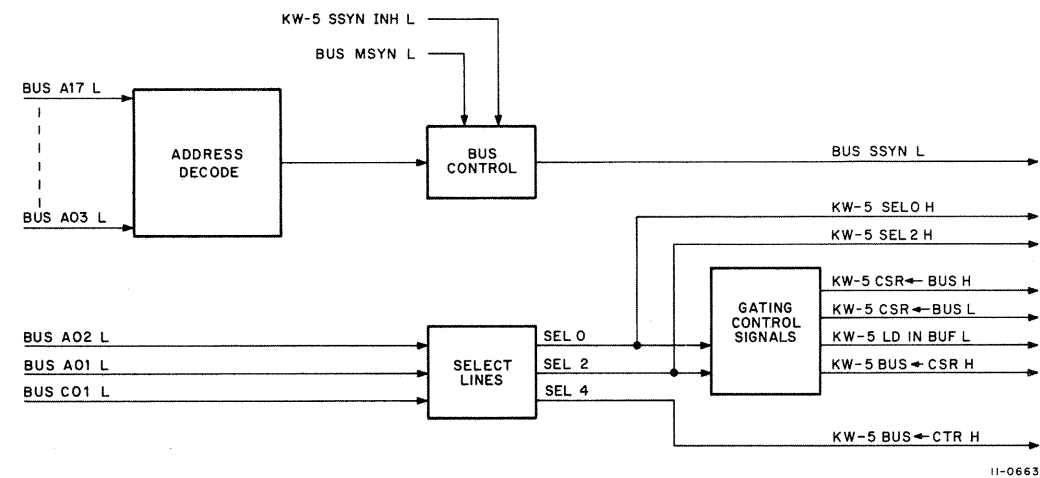 KW-5 SSYN INH L
BUS MSYN L
BUS A17 L
ADDRESS
DECODE
BUS
CONTROL
BUS SSYN L
BUS A03 L
KW-5 SEL0 H
KW-5 SEL 2 H
GATING
CONTROL
SIGNALS
KW-5 CSR←BUS H
KW-5 CSR←BUS L
KW-5 LD IN BUF L
KW-5 BUS←CSR H
BUS A02 L
BUS A01 L
BUS C01 L
SELECT
LINES
SEL 0
SEL 2
SEL 4
KW-5 BUS←CTR H
11-0663